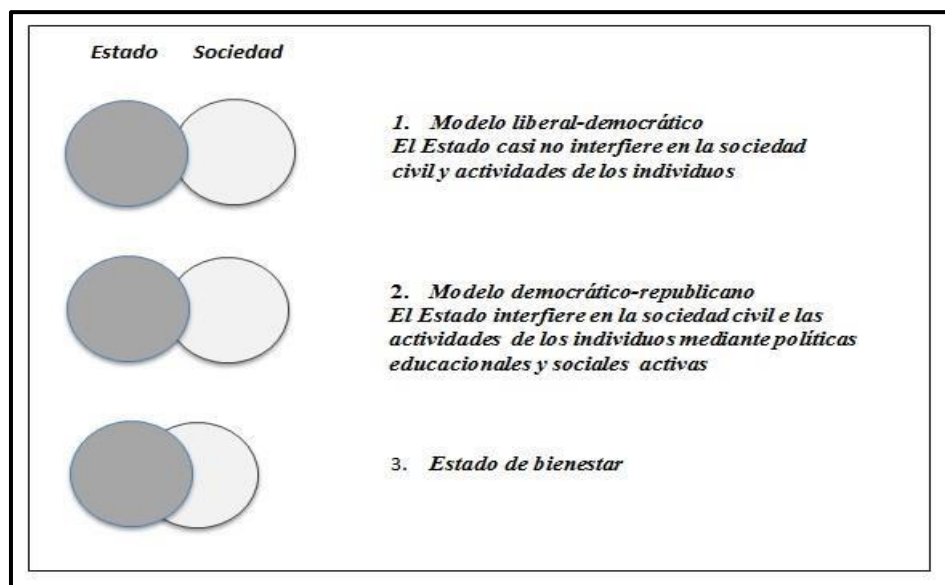 Estado Sociedad
1. Modelo liberal-democrático
El Estado casi no interfiere en la sociedad
civil y actividades de los individuos
2. Modelo democrático-republicano
El Estado interfiere en la sociedad civil e las
actividades de los individuos mediante políticas
educacionales y sociales activas
3. Estado de bienestar